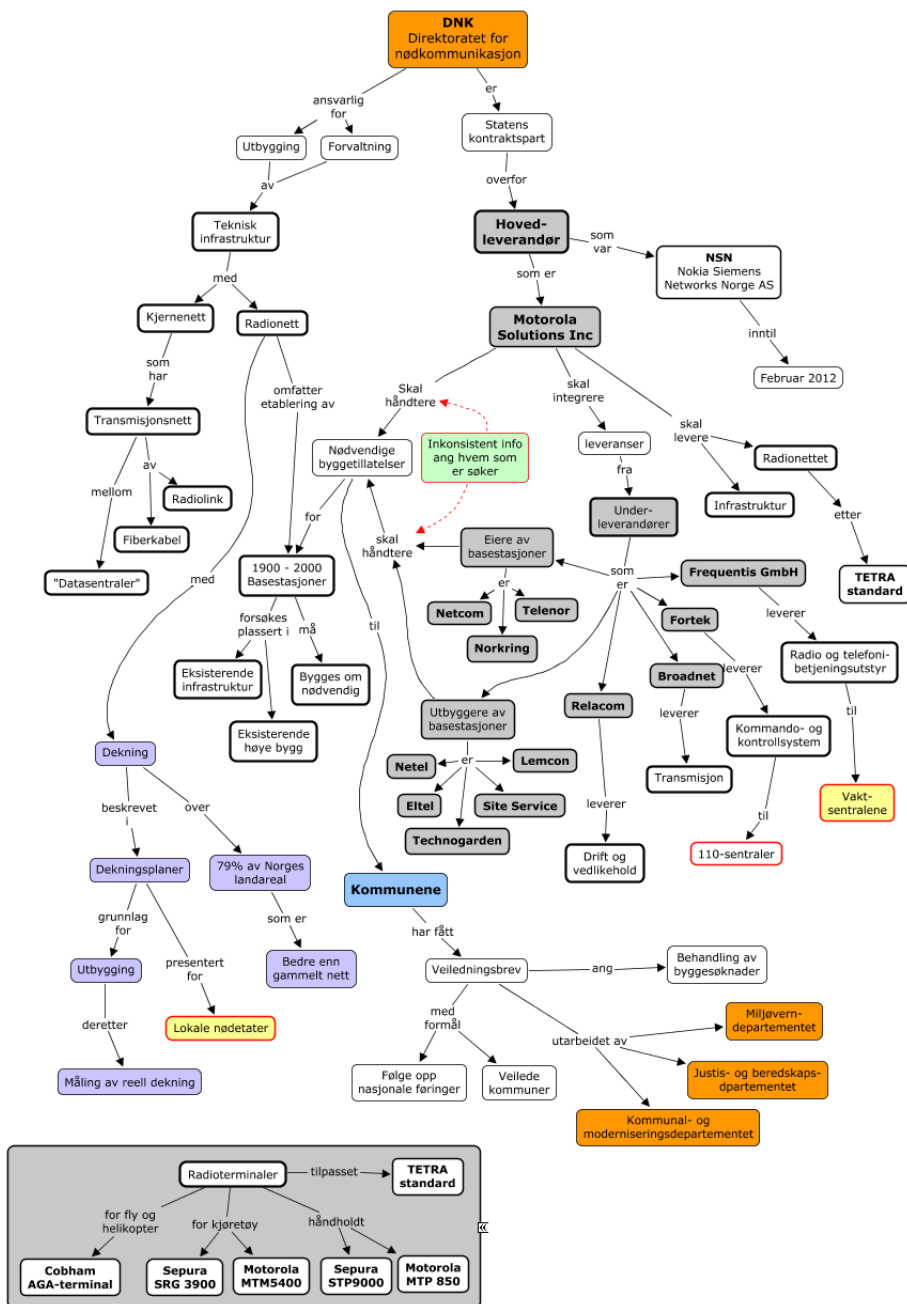 DNK
Direktoratet for
nødkommunikasjon
ansvarlig
for
er
Utbygging
Forvaltning
Statens
kontraktspart
av
overfor
Teknisk
infrastruktur
Hoved-
leverandør
som
var
NSN
Nokia Siemens
Networks Norge AS
med
som er
Kjernenett
Radionett
Motorola
Solutions Inc
inntil
Februar 2012
som
har
omfatter
etablering av
Skal
håndtere
skal
integrere
skal
levere
Transmisjonsnett
Nødvendige
byggetillatelser
Inkonsistent info
ang hvem som
er søker
leveranser
Radionettet
mellom
av
Radiolink
fra
Infrastruktur
Fiberkabel
for
skal
håndtere
Under-
leverandører
etter
"Datasentraler"
med
1900 - 2000
Basestasjoner
Eiere av
basestasjoner
som
er
Frequentis GmbH
TETRA
standard
er
Netcom
Telenor
Norkring
Fortek
leverer
forsøkes
plassert i
må
til
Eksisterende
infrastruktur
Bygges om
nødvendig
Broadnet
leverer
Radio og telefoni-
betjeningsutstyr
Eksisterende
høye bygg
Utbyggere av
basestasjoner
Relacom
leverer
Kommando- og
kontrollsystem
til
Dekning
Netel
er
Lemcon
Transmisjon
Eltel
Site Service
Vakt-
sentralene
beskrevet
i
over
Technogarden
leverer
til
Dekningsplaner
79% av Norges
landareal
Drift og
vedlikehold
110-sentraler
Kommunene
grunnlag
for
som er
har fått
presentert
for
Utbygging
Bedre enn
gammelt nett
Veiledningsbrev
ang
Behandling av
byggesøknader
deretter
Lokale nødetater
med
formål
utarbeidet av
Miljøvern-
departementet
Måling av reell dekning
Følge opp
nasjonale føringer
Veilede
kommuner
Justis- og beredskaps-
dpartementet
Kommunal- og
moderniseringsdepartementet
Radioterminaler
tilpasset
TETRA
standard
for fly og
helikopter
for kjøretøy
håndholdt
Cobham
AGA-terminal
Sepura
SRG 3900
Motorola
MTM5400
Sepura
STP9000
Motorola
MTP 850